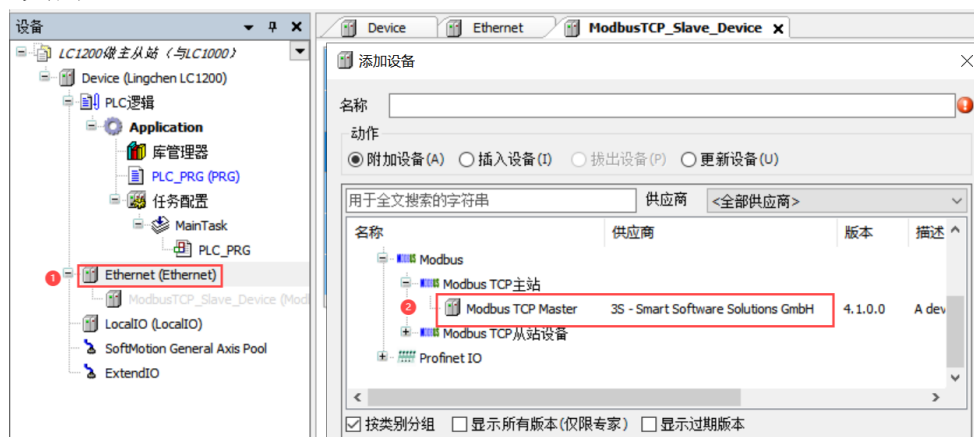 设备
LC1200做主从站（与LC1000）
Device (Lingchen LC1200)
PLC逻辑
Application
库管理器
PLC_PRG (PRG)
任务配置
MainTask
PLC_PRG
1
Ethernet (Ethernet)
ModbusTCP_Slave_Device (Mod
LocalIO (LocalIO)
SoftMotion General Axis Pool
ExtendIO
Device
Ethernet
ModbusTCP_Slave_Device
添加设备
名称
动作
附加设备(A) 插入设备(I) 拔出设备(P) 更新设备(U)
用于全文搜索的字符串 供应商 <全部供应商>
名称 供应商 版本 描述
Modbus
Modbus TCP主站
2 Modbus TCP Master 3S - Smart Software Solutions GmbH 4.1.0.0 A dev
Modbus TCP从站设备
Profinet IO
按类别分组 显示所有版本(仅限专家) 显示过期版本